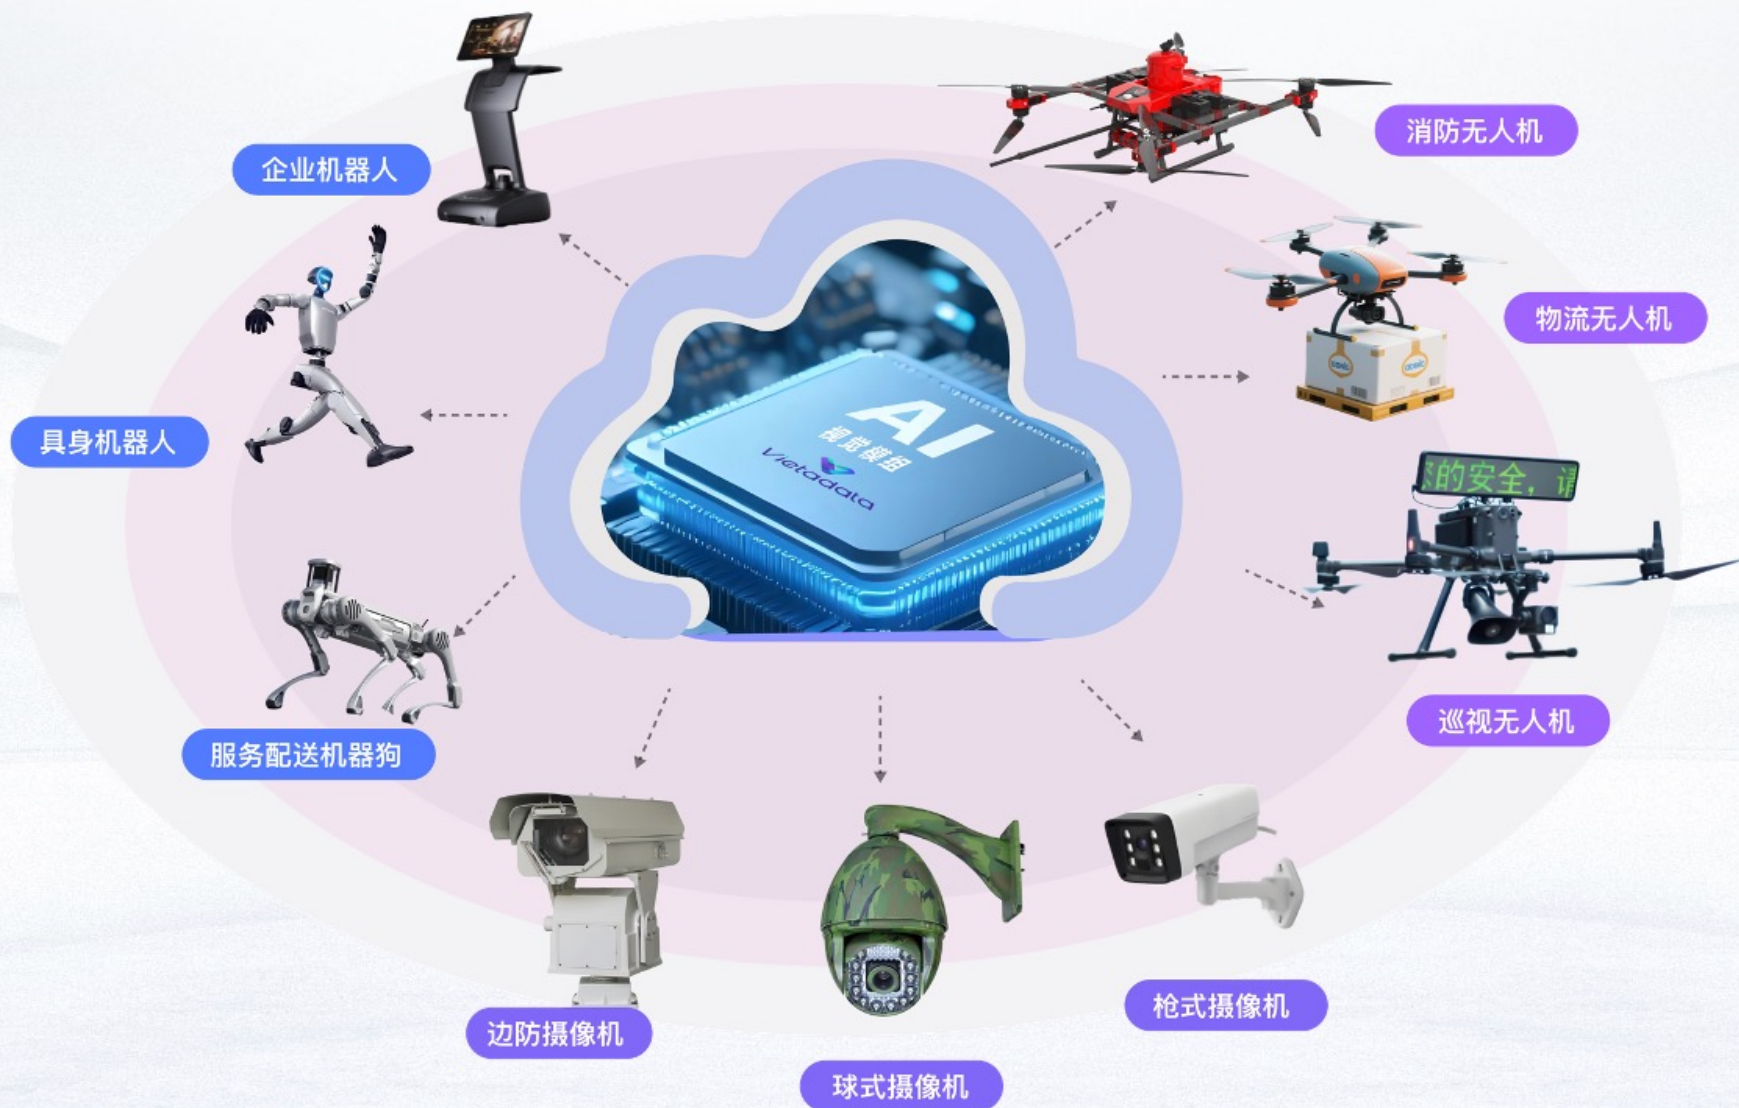 企业机器人
消防无人机
物流无人机
具身机器人
AI
视觉模组
Vietadata
的安全，请
服务配送机器狗
巡视无人机
边防摄像机
枪式摄像机
球式摄像机